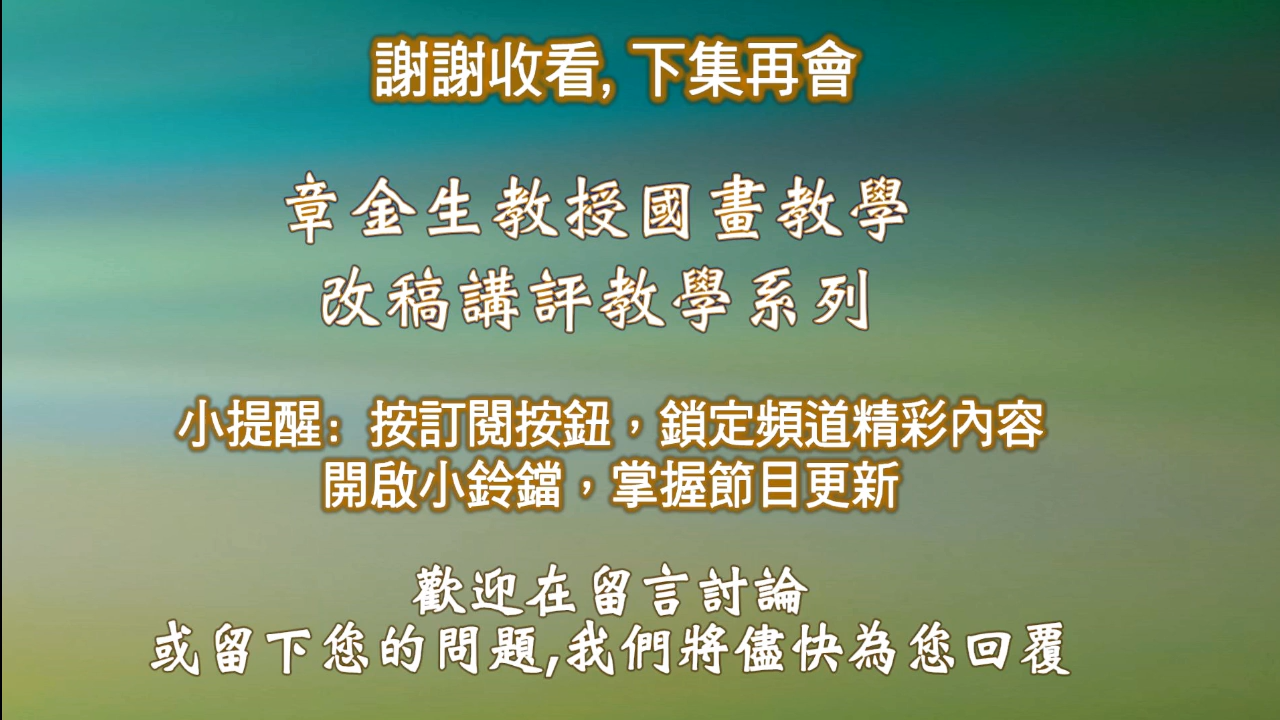 謝謝收看, 下集再會
章金生教授國畫教學
改稿講評教學系列
小提醒: 按訂閱按鈕，鎖定頻道精彩內容
開啟小鈴鐺，掌握節目更新
歡迎在留言討論
或留下您的問題,我們將儘快為您回覆